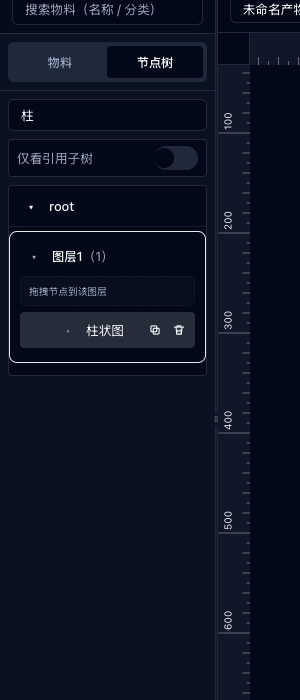 搜索物料（名称 / 分类）
未命名产物
物料
节点树
柱
仅看引用子树
root
图层1（1）
拖拽节点到该图层
柱状图
100
200
300
400
500
600